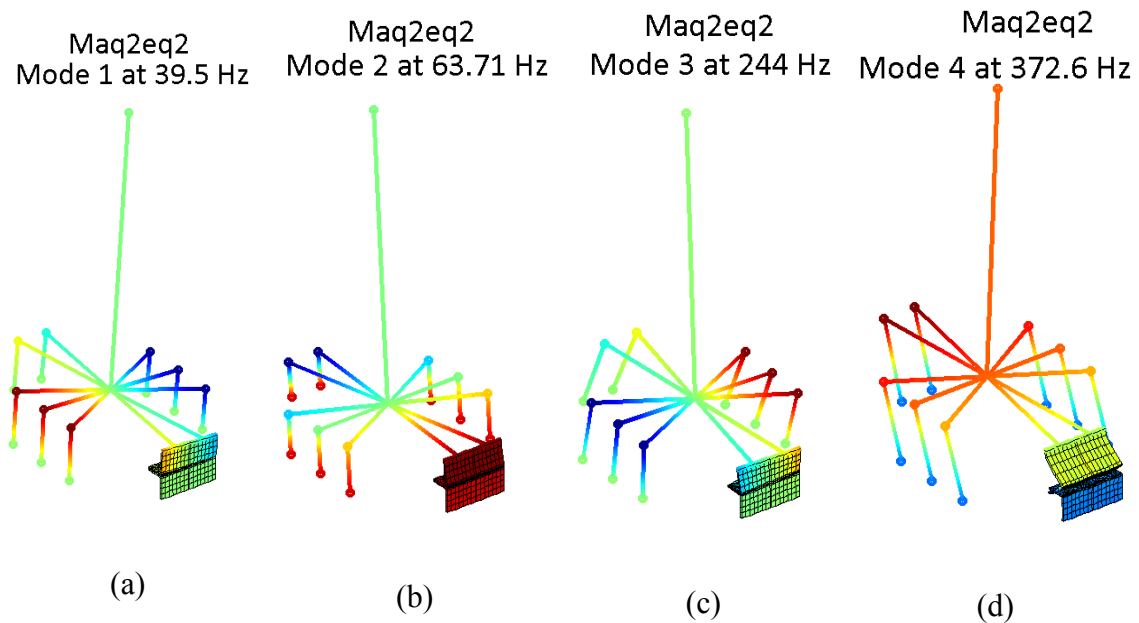 Maq2eq2
Mode 1 at 39.5 Hz
Maq2eq2
Mode 2 at 63.71 Hz
Maq2eq2
Mode 3 at 244 Hz
Maq2eq2
Mode 4 at 372.6 Hz
(a)
(b)
(c)
(d)